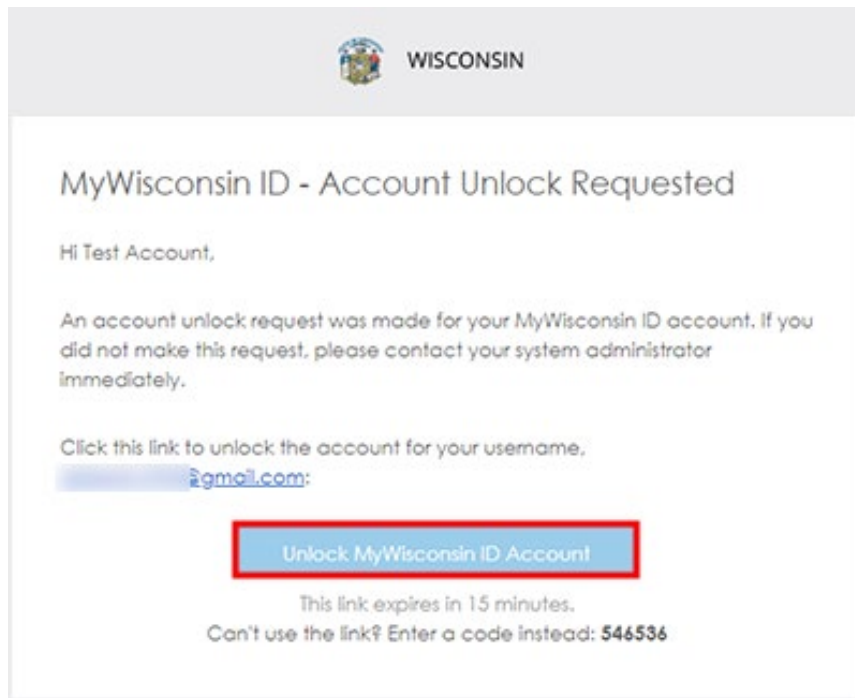 WISCONSIN
MyWisconsin ID - Account Unlock Requested
Hi Test Account,
An account unlock request was made for your MyWisconsin ID account. If you
did not make this request, please contact your system administrator
immediately.
Click this link to unlock the account for your username,
@gmail.com:
Unlock MyWisconsin ID Account
This link expires in 15 minutes.
Can't use the link? Enter a code instead: 546536